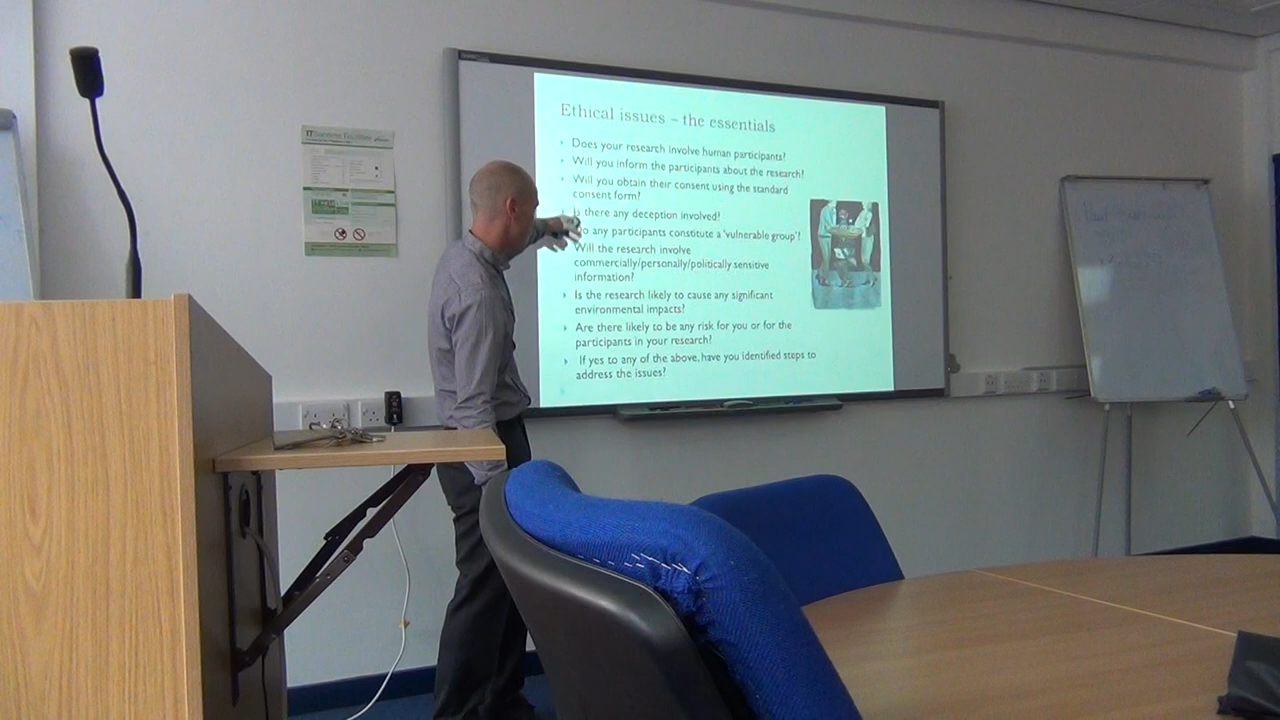 Ethical issues – the essentials
Does your research involve human participants?
Will you inform the participants about the research?
Will you obtain their consent using the standard
consent form?
Is there any deception involved?
Do any participants constitute a 'vulnerable group'?
Will the research involve
commercially/personally/politically sensitive
information?
Is the research likely to cause any significant
environmental impacts?
Are there likely to be any risk for you or for the
participants in your research?
If yes to any of the above, have you identified steps to
address the issues?